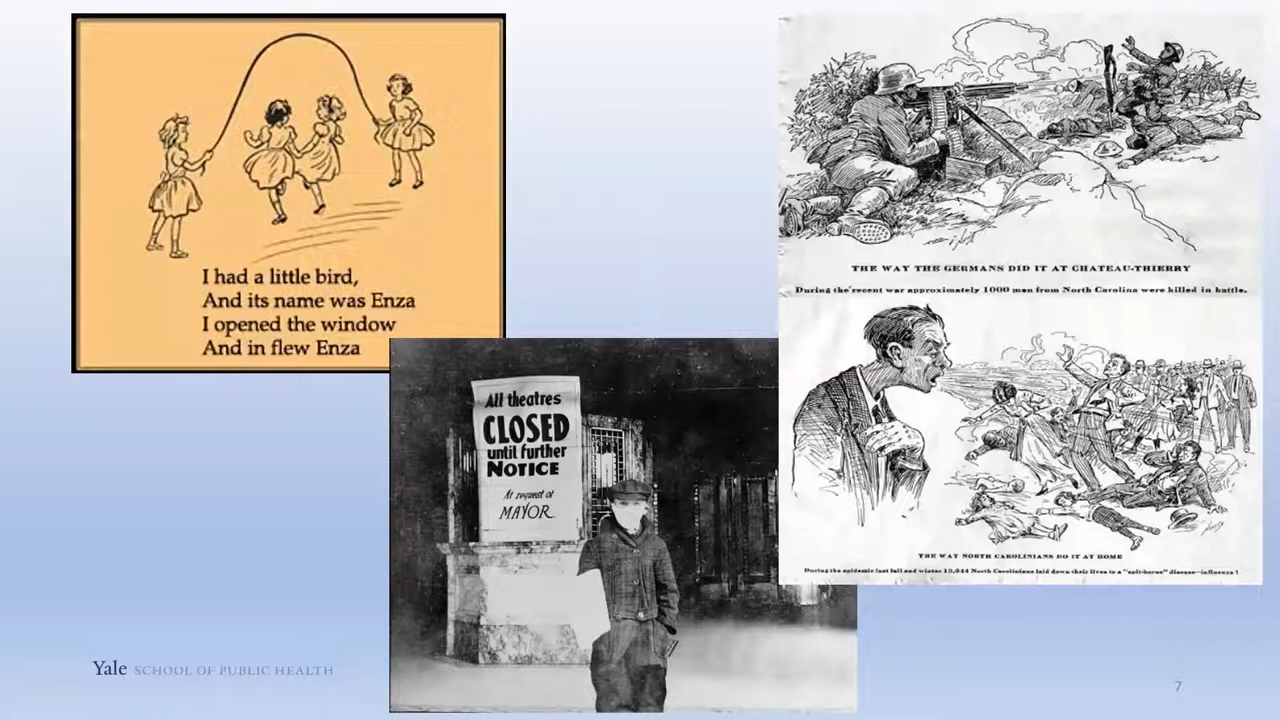 I had a little bird,
And its name was Enza
I opened the window
And in flew Enza
All theatres
CLOSED
until further
NOTICE
At request of
MAYOR
THE WAY THE GERMANS DID IT AT CHATEAU-THIERRY
During the recent war approximately 1000 men from North Carolina were killed in battle.
THE WAY NORTH CAROLINIANS DO IT AT HOME
During the epidemic last fall and winter 13,644 North Carolinians laid down their lives to a "spit-borne" disease—influenza!
Yale SCHOOL OF PUBLIC HEALTH
7